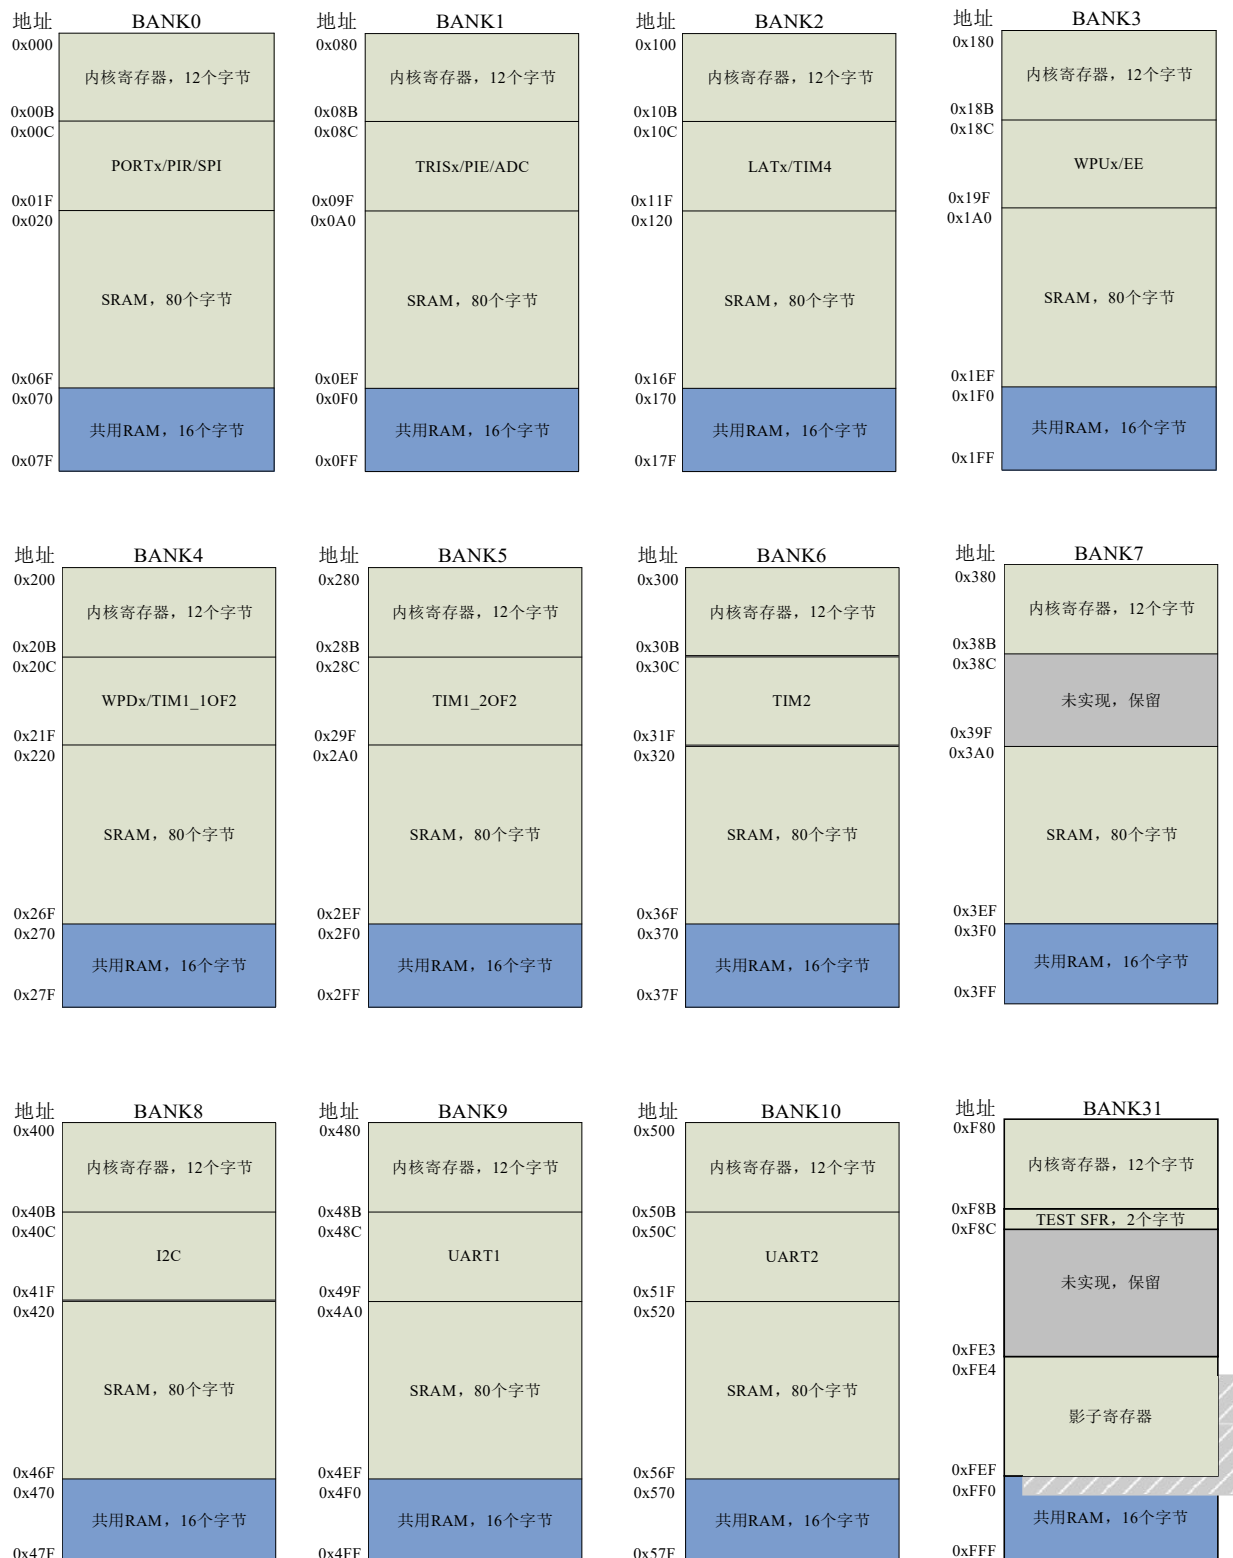 地址 BANK0
0x000
内核寄存器，12个字节
0x00B
0x00C
PORTx/PIR/SPI
0x01F
0x020
SRAM，80个字节
0x06F
0x070
共用RAM，16个字节
0x07F
地址 BANK1
0x080
内核寄存器，12个字节
0x08B
0x08C
TRISx/PIE/ADC
0x09F
0x0A0
SRAM，80个字节
0x0EF
0x0F0
共用RAM，16个字节
0x0FF
地址 BANK2
0x100
内核寄存器，12个字节
0x10B
0x10C
LATx/TIM4
0x11F
0x120
SRAM，80个字节
0x16F
0x170
共用RAM，16个字节
0x17F
地址 BANK3
0x180
内核寄存器，12个字节
0x18B
0x18C
WPUx/EE
0x19F
0x1A0
SRAM，80个字节
0x1EF
0x1F0
共用RAM，16个字节
0x1FF
地址 BANK4
0x200
内核寄存器，12个字节
0x20B
0x20C
WPDx/TIM1_1OF2
0x21F
0x220
SRAM，80个字节
0x26F
0x270
共用RAM，16个字节
0x27F
地址 BANK5
0x280
内核寄存器，12个字节
0x28B
0x28C
TIM1_2OF2
0x29F
0x2A0
SRAM，80个字节
0x2EF
0x2F0
共用RAM，16个字节
0x2FF
地址 BANK6
0x300
内核寄存器，12个字节
0x30B
0x30C
TIM2
0x31F
0x320
SRAM，80个字节
0x36F
0x370
共用RAM，16个字节
0x37F
地址 BANK7
0x380
内核寄存器，12个字节
0x38B
0x38C
未实现，保留
0x39F
0x3A0
SRAM，80个字节
0x3EF
0x3F0
共用RAM，16个字节
0x3FF
地址 BANK8
0x400
内核寄存器，12个字节
0x40B
0x40C
I2C
0x41F
0x420
SRAM，80个字节
0x46F
0x470
共用RAM，16个字节
0x47F
地址 BANK9
0x480
内核寄存器，12个字节
0x48B
0x48C
UART1
0x49F
0x4A0
SRAM，80个字节
0x4EF
0x4F0
共用RAM，16个字节
0x4FF
地址 BANK10
0x500
内核寄存器，12个字节
0x50B
0x50C
UART2
0x51F
0x520
SRAM，80个字节
0x56F
0x570
共用RAM，16个字节
0x57F
地址 BANK31
0xF80
内核寄存器，12个字节
0xF8B
TEST SFR，2个字节
0xF8C
未实现，保留
0xFE3
0xFE4
影子寄存器
0xFEF
0xFF0
共用RAM，16个字节
0xFFF